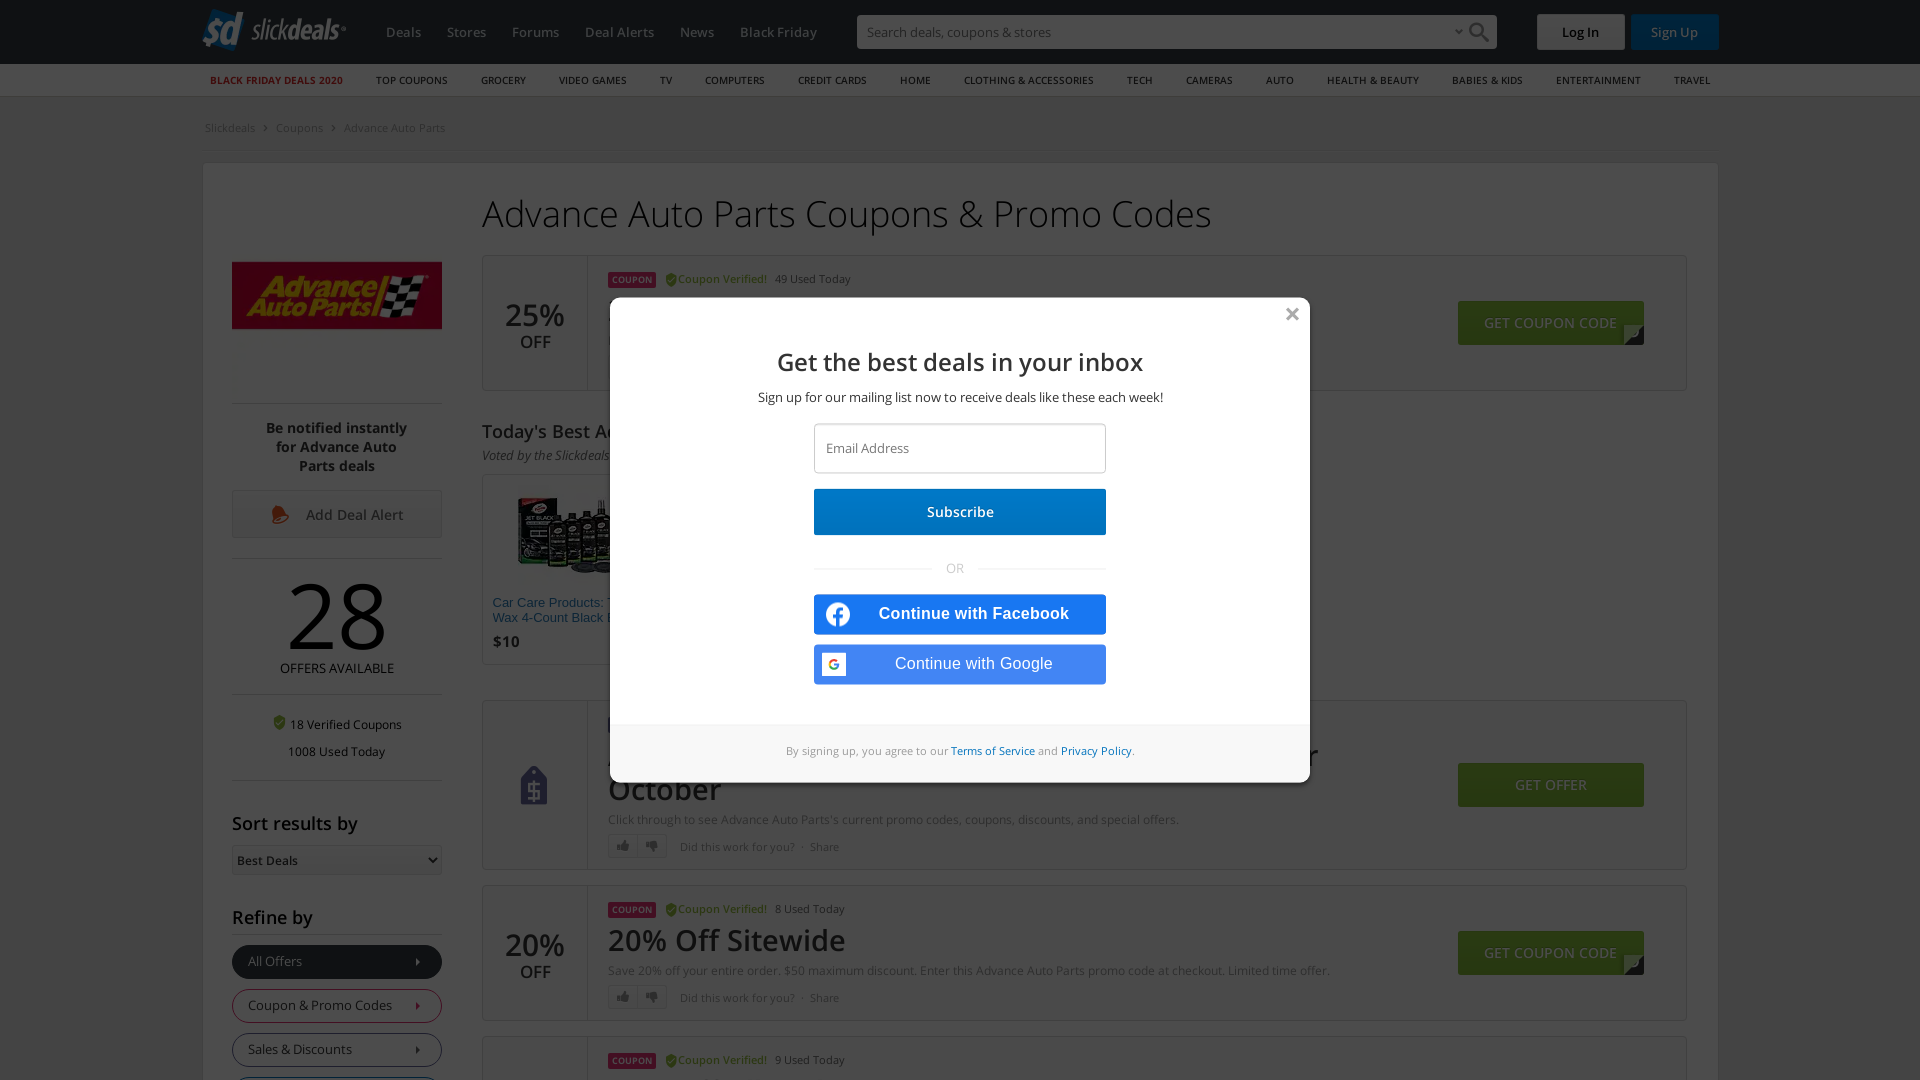 sd slickdeals
Deals Stores Forums Deal Alerts News Black Friday
Search deals, coupons & stores
Log In
Sign Up
BLACK FRIDAY DEALS 2020 TOP COUPONS GROCERY VIDEO GAMES TV COMPUTERS CREDIT CARDS HOME CLOTHING & ACCESSORIES TECH CAMERAS AUTO HEALTH & BEAUTY BABIES & KIDS ENTERTAINMENT TRAVEL
Slickdeals Coupons Advance Auto Parts
Advance Auto Parts Coupons & Promo Codes
Advance
Auto Parts
Be notified instantly
for Advance Auto
Parts deals
Add Deal Alert
28
OFFERS AVAILABLE
18 Verified Coupons
1008 Used Today
Sort results by
Best Deals
Refine by
All Offers
Coupon & Promo Codes
Sales & Discounts
25%
OFF
COUPON Coupon Verified! 49 Used Today
GET COUPON CODE
Today's Best
Voted by the Slickdeals
JET BLACK
Car Care Products:
Wax 4-Count Black
$10
Get the best deals in your inbox
Sign up for our mailing list now to receive deals like these each week!
Email Address
Subscribe
OR
Continue with Facebook
Continue with Google
By signing up, you agree to our Terms of Service and Privacy Policy.
October
Click through to see Advance Auto Parts's current promo codes, coupons, discounts, and special offers.
Did this work for you? · Share
GET OFFER
20%
OFF
COUPON Coupon Verified! 8 Used Today
20% Off Sitewide
Save 20% off your entire order. $50 maximum discount. Enter this Advance Auto Parts promo code at checkout. Limited time offer.
Did this work for you? · Share
GET COUPON CODE
COUPON Coupon Verified! 9 Used Today